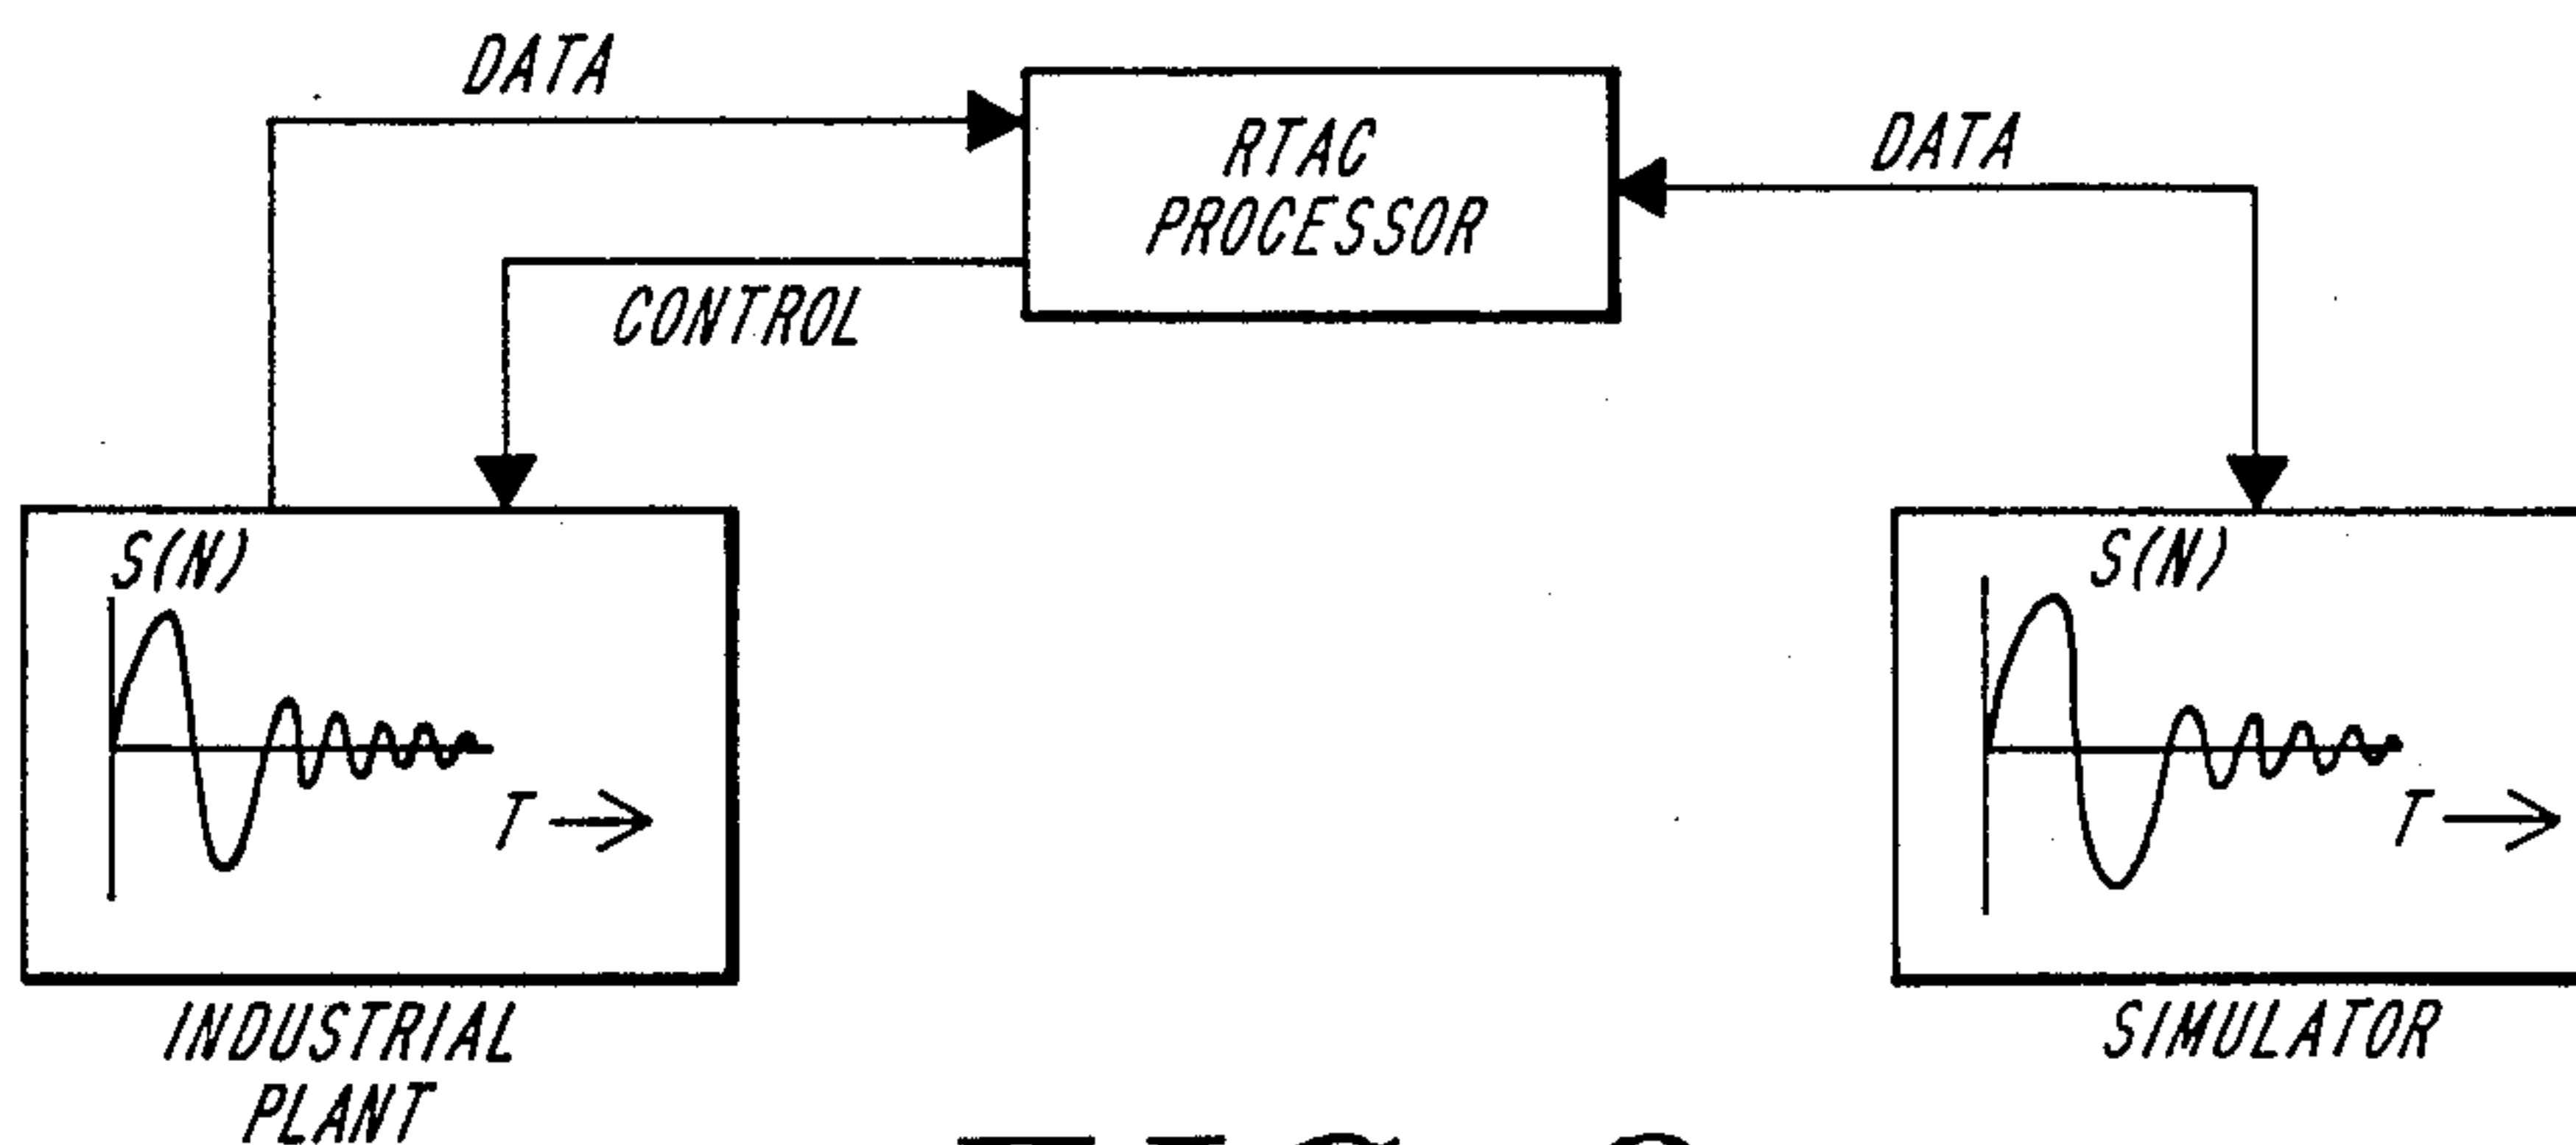 DATA
RTAC
PROCESSOR
DATA
CONTROL
S(N)
T
INDUSTRIAL
PLANT
S(N)
T
SIMULATOR